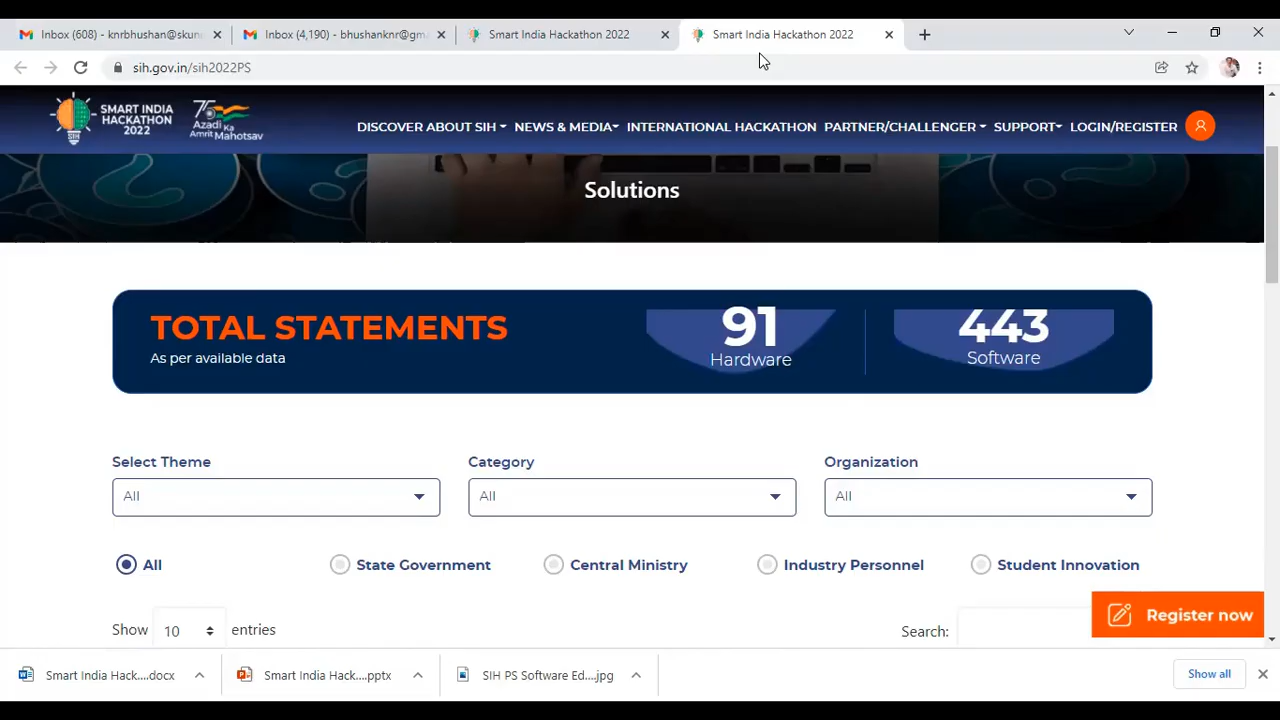 Inbox (608) - knrbhushan@skun
Inbox (4,190) - bhushanknr@gm
Smart India Hackathon 2022
Smart India Hackathon 2022
sih.gov.in/sih2022PS
SMART INDIA
HACKATHON
2022
75
Azadi Ka
Amrit Mahotsav
DISCOVER ABOUT SIH
NEWS & MEDIA
INTERNATIONAL HACKATHON
PARTNER/CHALLENGER
SUPPORT
LOGIN/REGISTER
Solutions
TOTAL STATEMENTS
As per available data
91
Hardware
443
Software
Select Theme
Category
Organization
All
All
All
All
State Government
Central Ministry
Industry Personnel
Student Innovation
Register now
Show 10 entries
Search:
Smart India Hack....docx
Smart India Hack....pptx
SIH PS Software Ed....jpg
Show all